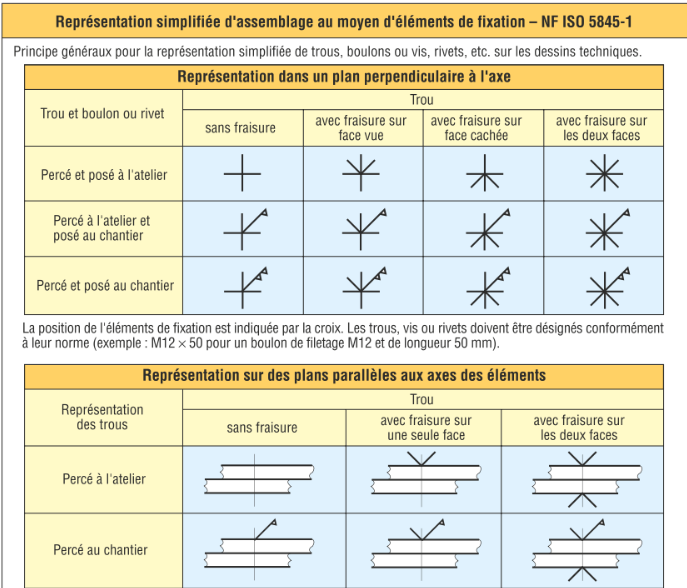 Représentation simplifiée d'assemblage au moyen d'éléments de fixation – NF ISO 5845-1
Principe généraux pour la représentation simplifiée de trous, boulons ou vis, rivets, etc. sur les dessins techniques.
Représentation dans un plan perpendiculaire à l'axe
Trou et boulon ou rivet
Trou
sans fraisure
avec fraisure sur
face vue
avec fraisure sur
face cachée
avec fraisure sur
les deux faces
Percé et posé à l'atelier
Percé à l'atelier et
posé au chantier
Percé et posé au chantier
La position de l'éléments de fixation est indiquée par la croix. Les trous, vis ou rivets doivent être désignés conformément
à leur norme (exemple : M12 × 50 pour un boulon de filetage M12 et de longueur 50 mm).
Représentation sur des plans parallèles aux axes des éléments
Représentation
des trous
Trou
sans fraisure
avec fraisure sur
une seule face
avec fraisure sur
les deux faces
Percé à l'atelier
Percé au chantier